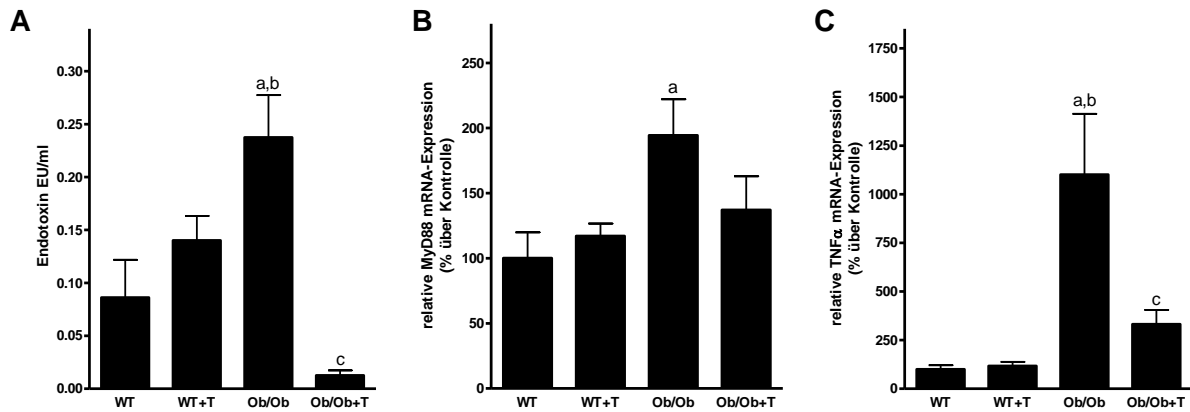 A
Endotoxin EU/ml
0.30
0.25
0.20
0.15
0.10
0.05
0.00
a,b
c
WT
WT+T
Ob/Ob
Ob/Ob+T
B
relative MyD88 mRNA-Expression
(% über Kontrolle)
250
200
150
100
50
0
a
WT
WT+T
Ob/Ob
Ob/Ob+T
C
relative TNFα mRNA-Expression
(% über Kontrolle)
1750
1500
1250
1000
750
500
250
0
a,b
c
WT
WT+T
Ob/Ob
Ob/Ob+T